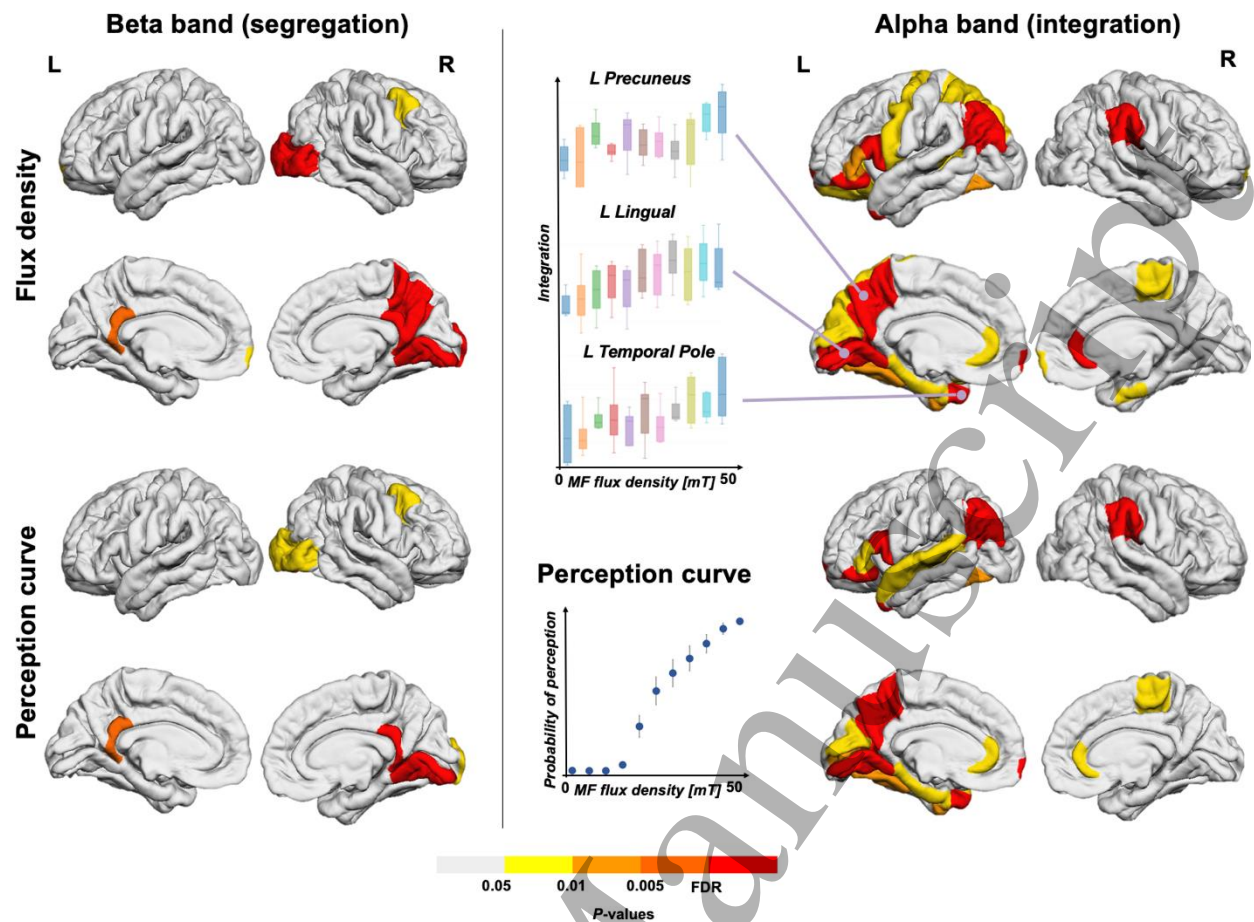 Beta band (segregation)
Alpha band (integration)
L
R
L
R
Flux density
Perception curve
L Precuneus
L Lingual
L Temporal Pole
Integration
0
MF flux density [mT]
50
Perception curve
Probability of perception
0
MF flux density [mT]
50
0.05
0.01
0.005
FDR
P-values